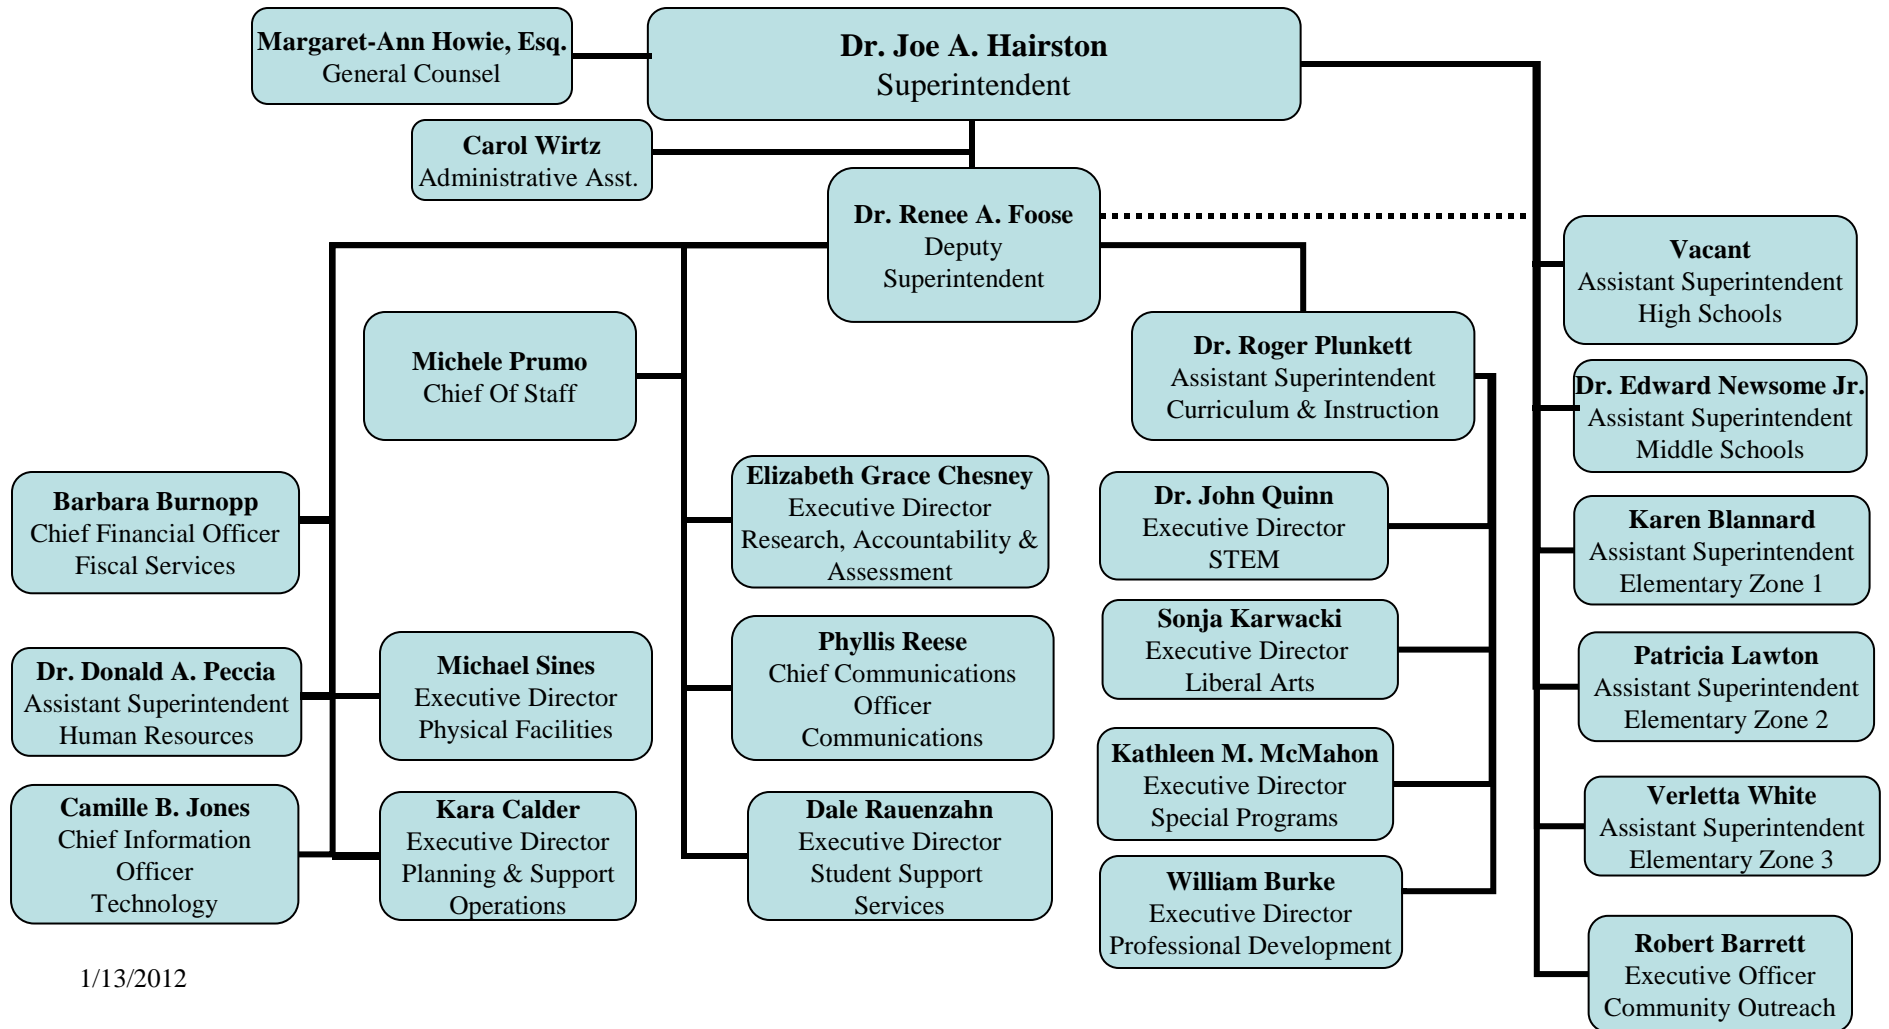 Margaret-Ann Howie, Esq.
General Counsel
Dr. Joe A. Hairston
Superintendent
Carol Wirtz
Administrative Asst.
Dr. Renee A. Foose
Deputy
Superintendent
Michele Prumo
Chief Of Staff
Dr. Roger Plunkett
Assistant Superintendent
Curriculum & Instruction
Barbara Burnopp
Chief Financial Officer
Fiscal Services
Dr. Donald A. Peccia
Assistant Superintendent
Human Resources
Camille B. Jones
Chief Information
Officer
Technology
Michael Sines
Executive Director
Physical Facilities
Kara Calder
Executive Director
Planning & Support
Operations
Elizabeth Grace Chesney
Executive Director
Research, Accountability &
Assessment
Phyllis Reese
Chief Communications
Officer
Communications
Dale Rauenzahn
Executive Director
Student Support
Services
Dr. John Quinn
Executive Director
STEM
Sonja Karwacki
Executive Director
Liberal Arts
Kathleen M. McMahon
Executive Director
Special Programs
William Burke
Executive Director
Professional Development
Vacant
Assistant Superintendent
High Schools
Dr. Edward Newsome Jr.
Assistant Superintendent
Middle Schools
Karen Blannard
Assistant Superintendent
Elementary Zone 1
Patricia Lawton
Assistant Superintendent
Elementary Zone 2
Verletta White
Assistant Superintendent
Elementary Zone 3
Robert Barrett
Executive Officer
Community Outreach
1/13/2012